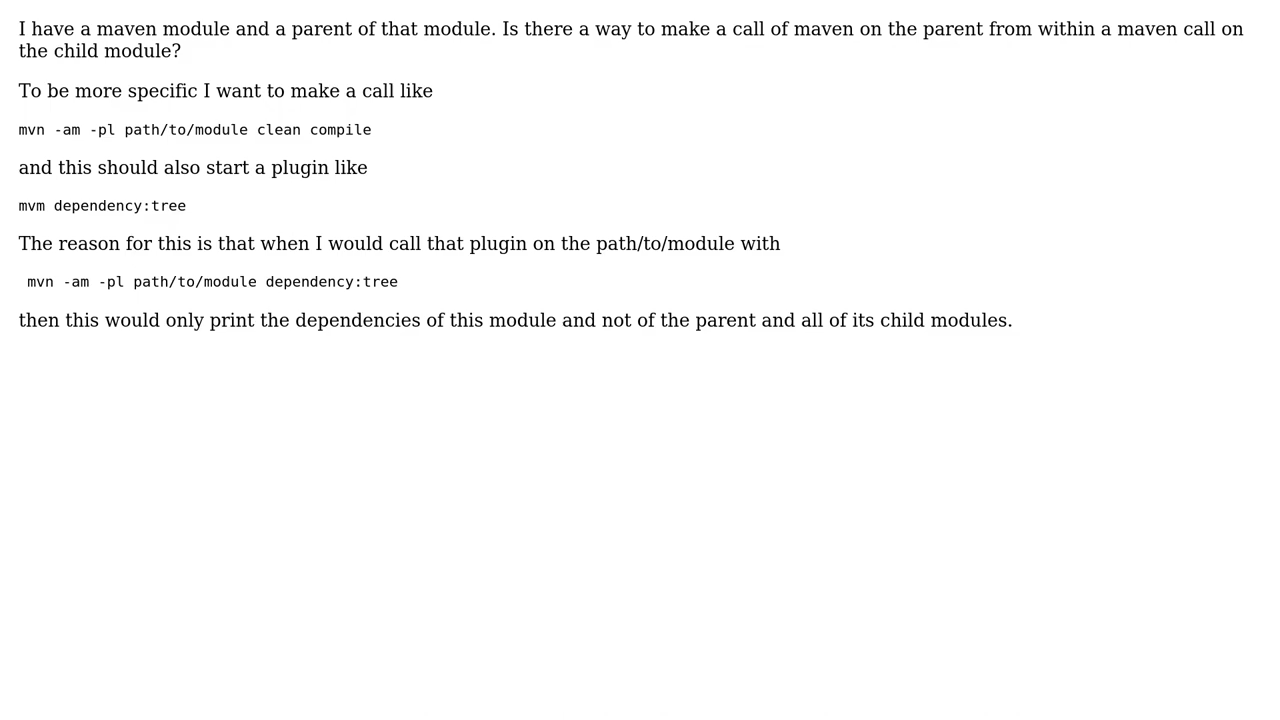 I have a maven module and a parent of that module. Is there a way to make a call of maven on the parent from within a maven call on
the child module?
To be more specific I want to make a call like
mvn -am -pl path/to/module clean compile
and this should also start a plugin like
mvm dependency:tree
The reason for this is that when I would call that plugin on the path/to/module with
mvn -am -pl path/to/module dependency:tree
then this would only print the dependencies of this module and not of the parent and all of its child modules.